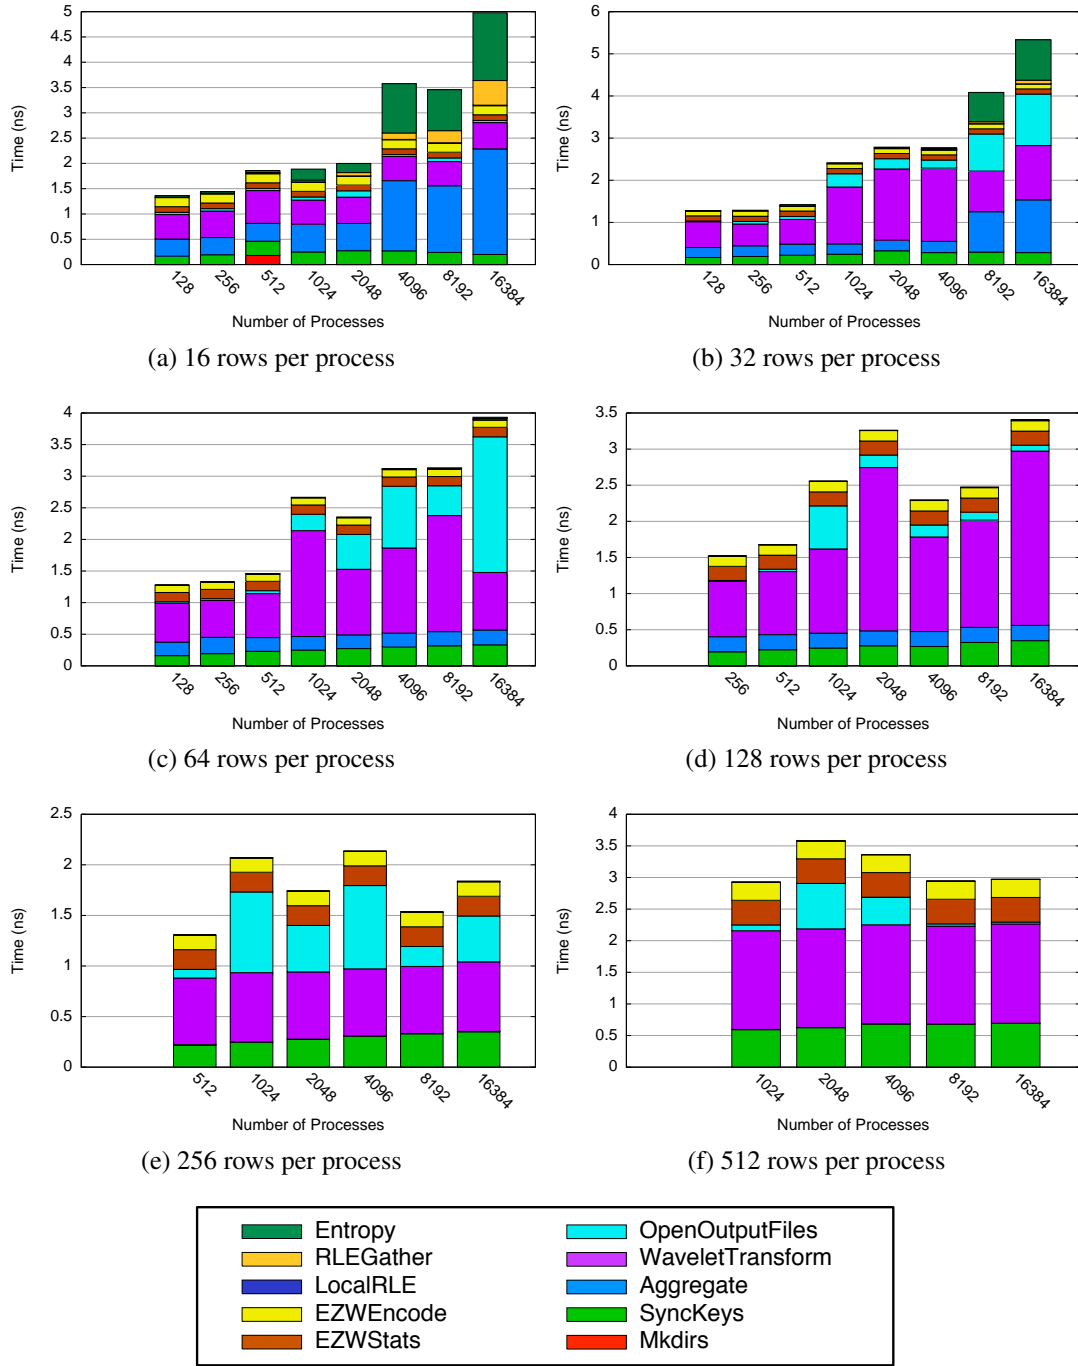 5
4.5
4
3.5
3
2.5
2
1.5
1
0.5
0
Time (ns)
128 256 512 1024 2048 4096 8192 16384
Number of Processes
(a) 16 rows per process
6
5
4
3
2
1
0
Time (ns)
128 256 512 1024 2048 4096 8192 16384
Number of Processes
(b) 32 rows per process
4
3.5
3
2.5
2
1.5
1
0.5
0
Time (ns)
128 256 512 1024 2048 4096 8192 16384
Number of Processes
(c) 64 rows per process
3.5
3
2.5
2
1.5
1
0.5
0
Time (ns)
256 512 1024 2048 4096 8192 16384
Number of Processes
(d) 128 rows per process
2.5
2
1.5
1
0.5
0
Time (ns)
512 1024 2048 4096 8192 16384
Number of Processes
(e) 256 rows per process
4
3.5
3
2.5
2
1.5
1
0.5
0
Time (ns)
1024 2048 4096 8192 16384
Number of Processes
(f) 512 rows per process
Entropy
RLEGather
LocalRLE
EZWEncode
EZWStats
OpenOutputFiles
WaveletTransform
Aggregate
SyncKeys
Mkdirs